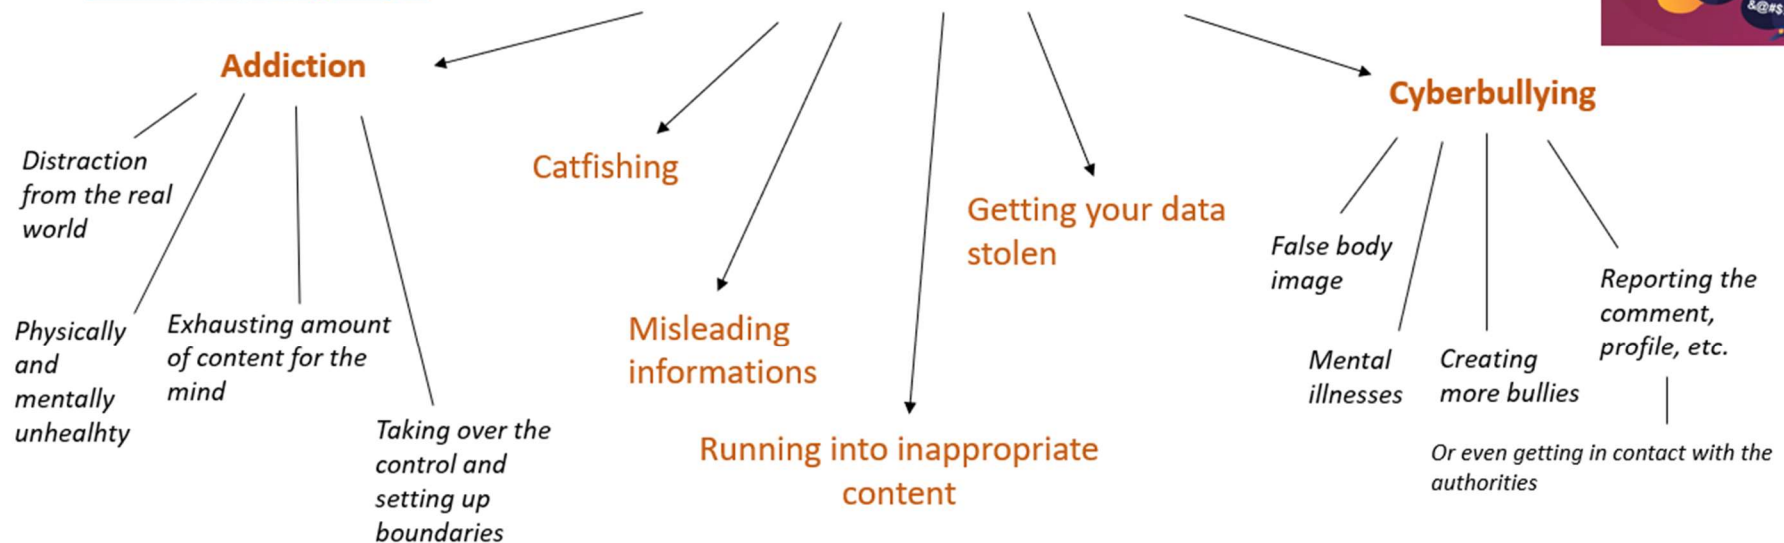 &@#$
Addiction
Cyberbullying
Distraction
from the real
world
Catfishing
Getting your data
stolen
False body
image
Reporting the
comment,
profile, etc.
Physically
and
mentally
unhealhty
Exhausting amount
of content for the
mind
Misleading
informations
Mental
illnesses
Creating
more bullies
Taking over the
control and
setting up
boundaries
Running into inappropriate
content
Or even getting in contact with the
authorities